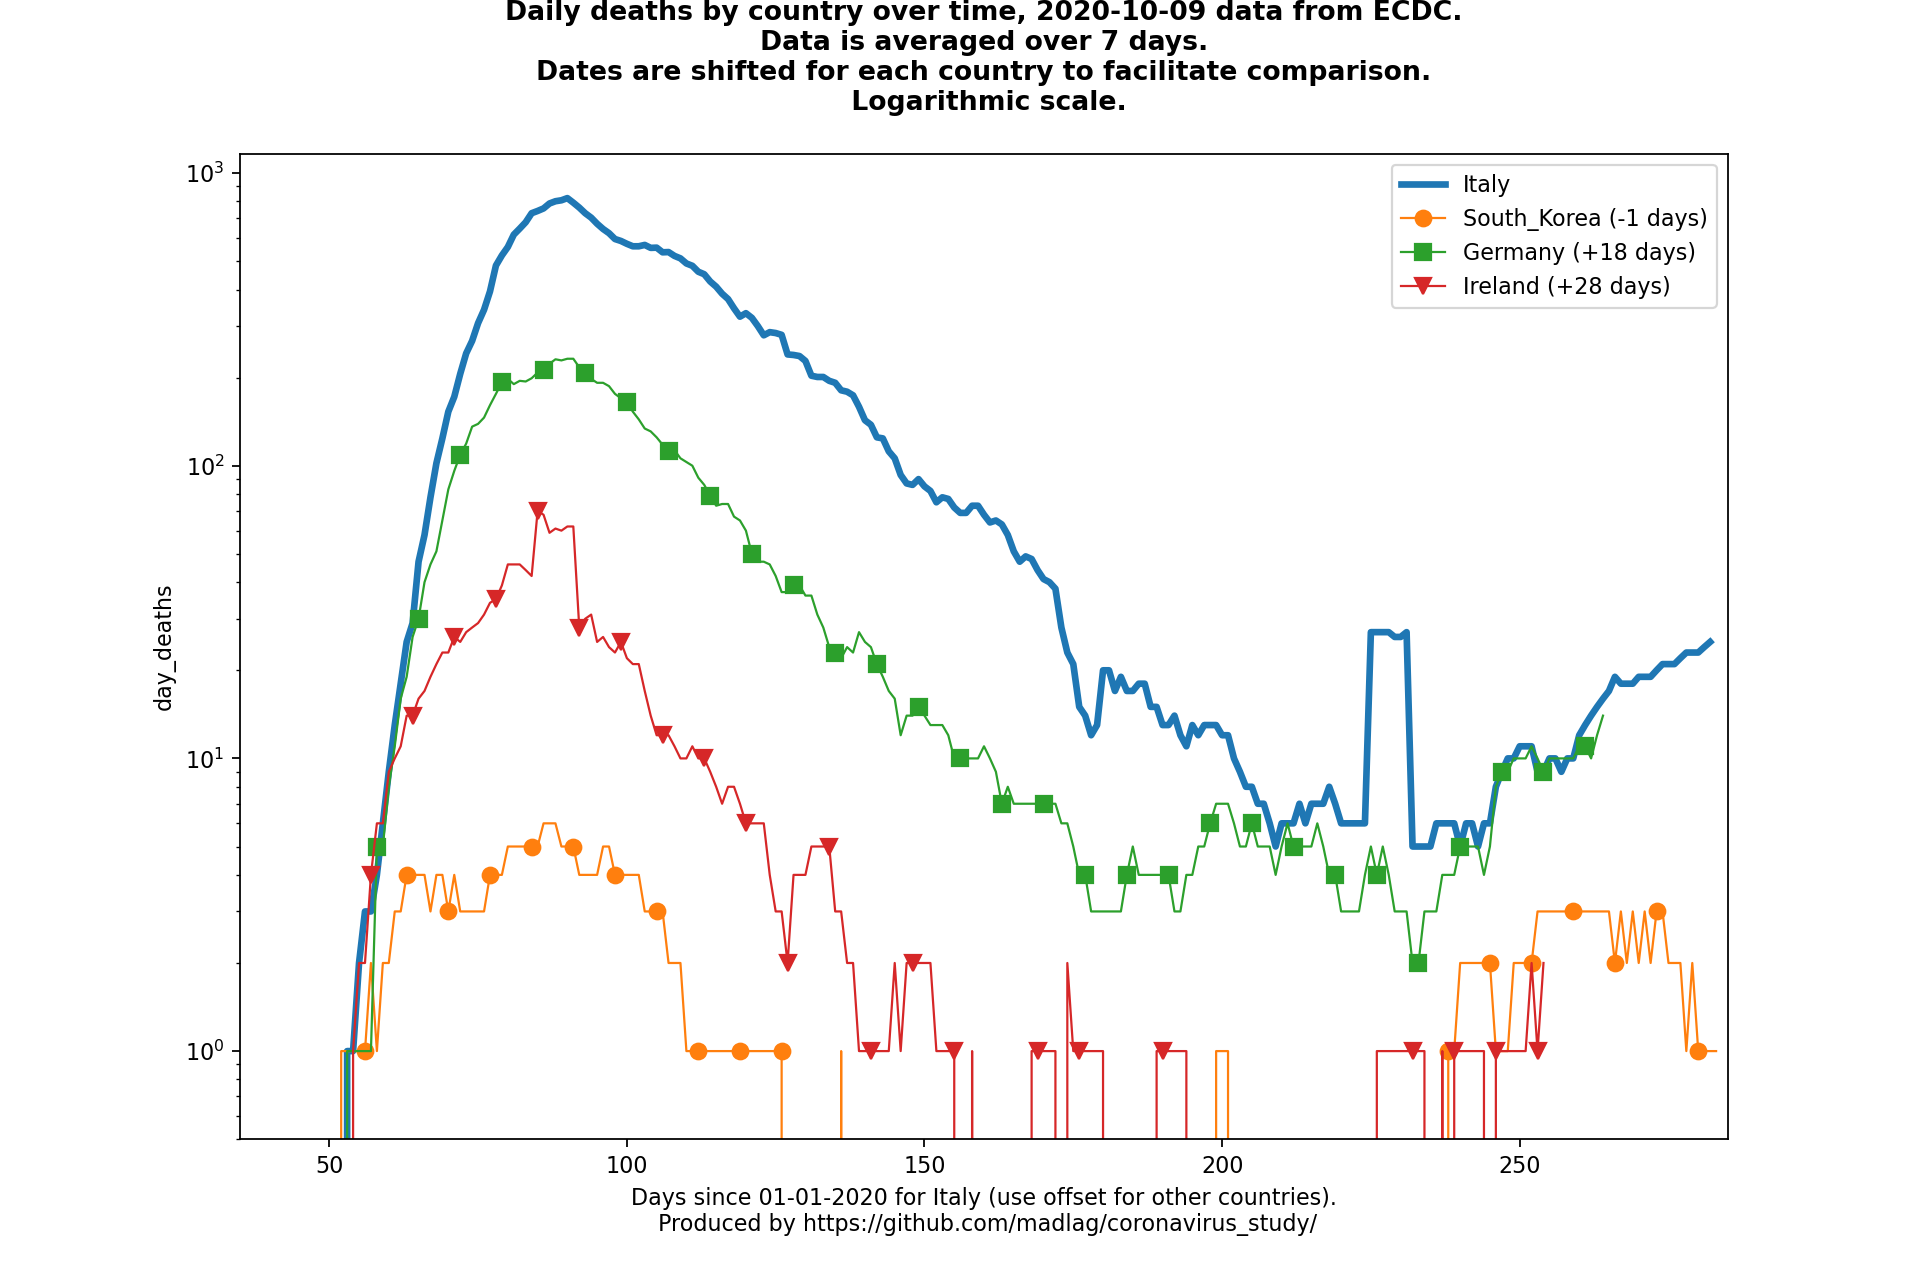 Daily deaths by country over time, 2020-10-09 data from ECDC.
Data is averaged over 7 days.
Dates are shifted for each country to facilitate comparison.
Logarithmic scale.
10³
10²
10¹
10⁰
day_deaths
Italy
South_Korea (-1 days)
Germany (+18 days)
Ireland (+28 days)
50 100 150 200 250
Days since 01-01-2020 for Italy (use offset for other countries).
Produced by https://github.com/madlag/coronavirus_study/